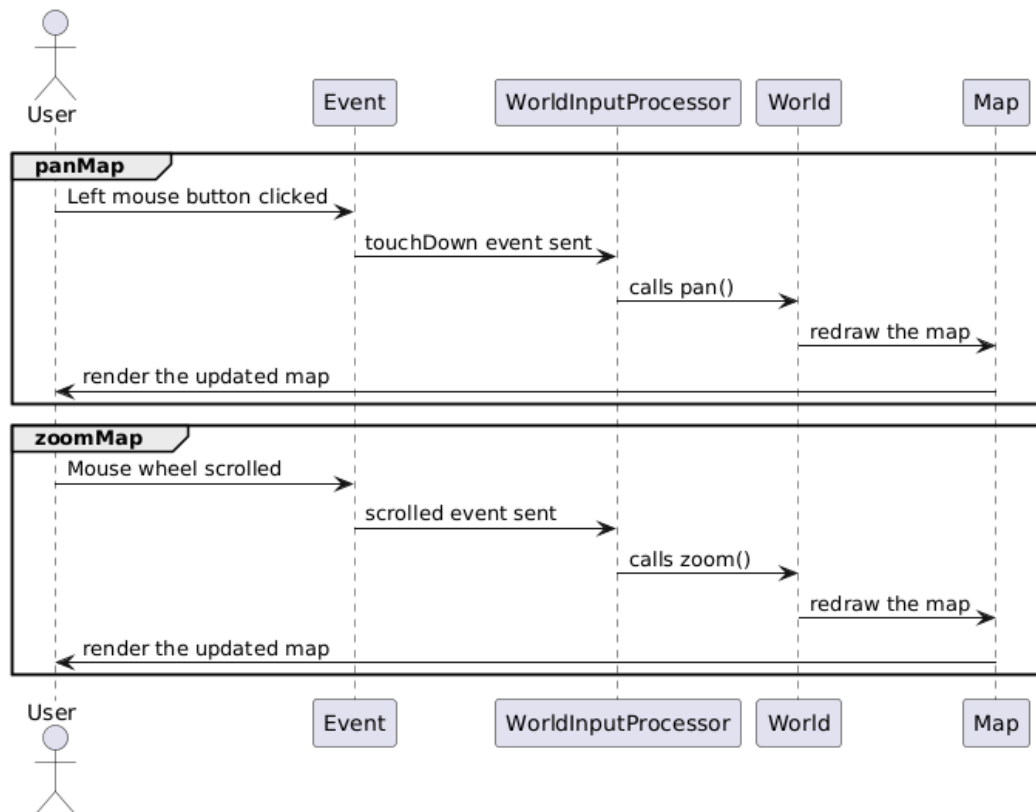 User
Event
WorldInputProcessor
World
Map
panMap
Left mouse button clicked
touchDown event sent
calls pan()
redraw the map
render the updated map
zoomMap
Mouse wheel scrolled
scrolled event sent
calls zoom()
redraw the map
render the updated map
User
Event
WorldInputProcessor
World
Map